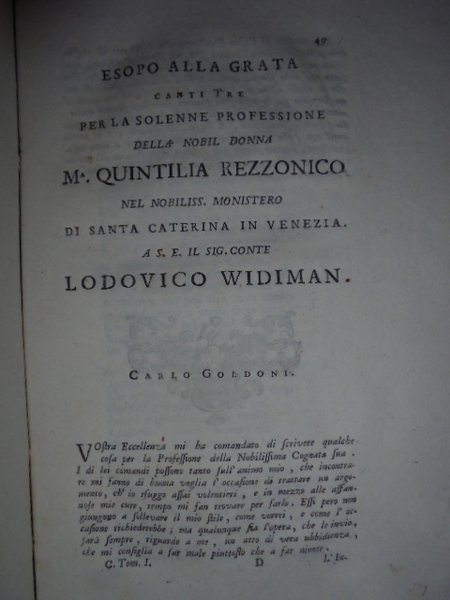 49
ESOPO ALLA GRATA
CANTI TRE
PER LA SOLENNE PROFESSIONE
DELLA NOBIL DONNA
Mª. QUINTILIA REZZONICO
NEL NOBILISS. MONISTERO
DI SANTA CATERINA IN VENEZIA.
A S. E. IL SIG. CONTE
LODOVICO WIDIMAN.
CARLO GOLDONI.
VOſtra Eccellenza mi ha comandato di ſcrivere qualche
coſa per la Profeſſione della Nobiliſſima Cognata ſua.
I di lei comandi poſſono tanto ſull' animo mio, che incontra-
re mi fanno di buona voglia l'occaſione di trattare un argo-
mento, ch' io sfuggo aſſai volentieri, e in mezzo alle affan-
noſe mie cure, tempo mi fan trovare per farlo. Eſſi però non
giungono a ſollevare il mio ſtile, come vorrei, e come l' oc-
caſione richiederebbe; ma qualunque ſia l'opera, che le invio,
ſarà ſempre, riguardo a me, un atto di vera ubbidienza,
che mi conſiglia a far male piuttoſto che a far niente.
C. Tom. I. D L' In-